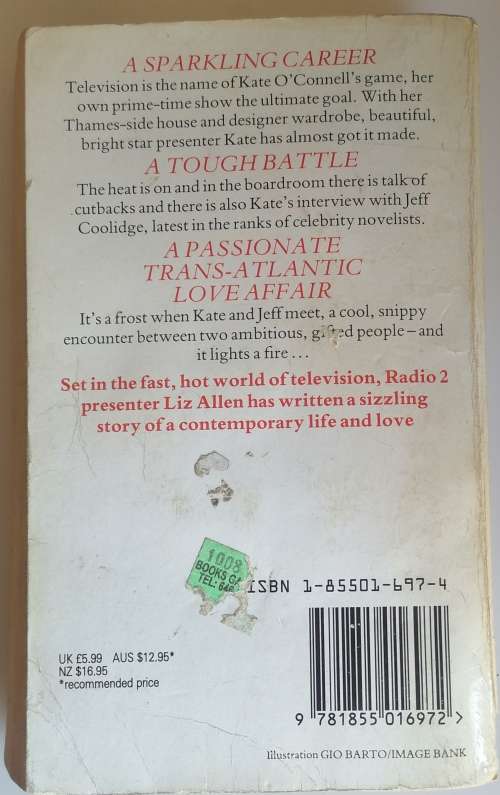 A SPARKLING CAREER
Television is the name of Kate O'Connell's game, her
own prime-time show the ultimate goal. With her
Thames-side house and designer wardrobe, beautiful,
bright star presenter Kate has almost got it made.
A TOUGH BATTLE
The heat is on and in the boardroom there is talk of
cutbacks and there is also Kate's interview with Jeff
Coolidge, latest in the ranks of celebrity novelists.
A PASSIONATE
TRANS-ATLANTIC
LOVE AFFAIR
It's a frost when Kate and Jeff meet, a cool, snippy
encounter between two ambitious, gifted people – and
it lights a fire ...
Set in the fast, hot world of television, Radio 2
presenter Liz Allen has written a sizzling
story of a contemporary life and love
1008
BOOKS
TEL:
ISBN 1-85501-697-4
UK £5.99 AUS $12.95*
NZ $16.95
*recommended price
9 781855 016972 >
Illustration GIO BARTO/IMAGE BANK